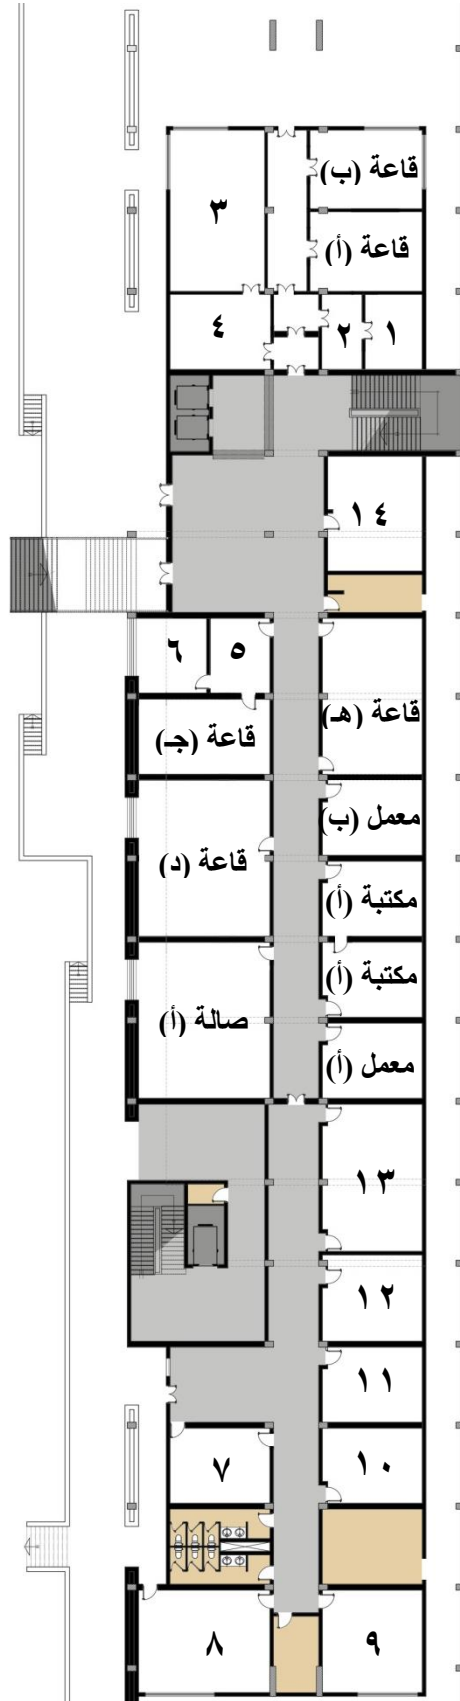 قاعة (ب)
٣
قاعة (أ)
٤
٢
١
١٤
٦
٥
قاعة (هـ)
قاعة (جـ)
معمل (ب)
قاعة (د)
مكتبة (أ)
مكتبة (أ)
صالة (أ)
معمل (أ)
١٣
١٢
١١
٧
١٠
٨
٩